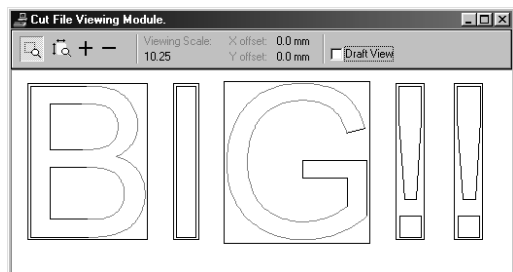 Cut File Viewing Module.
Viewing Scale: X offset: 0.0 mm
10.25 Y offset: 0.0 mm
Draft View
BIG!!